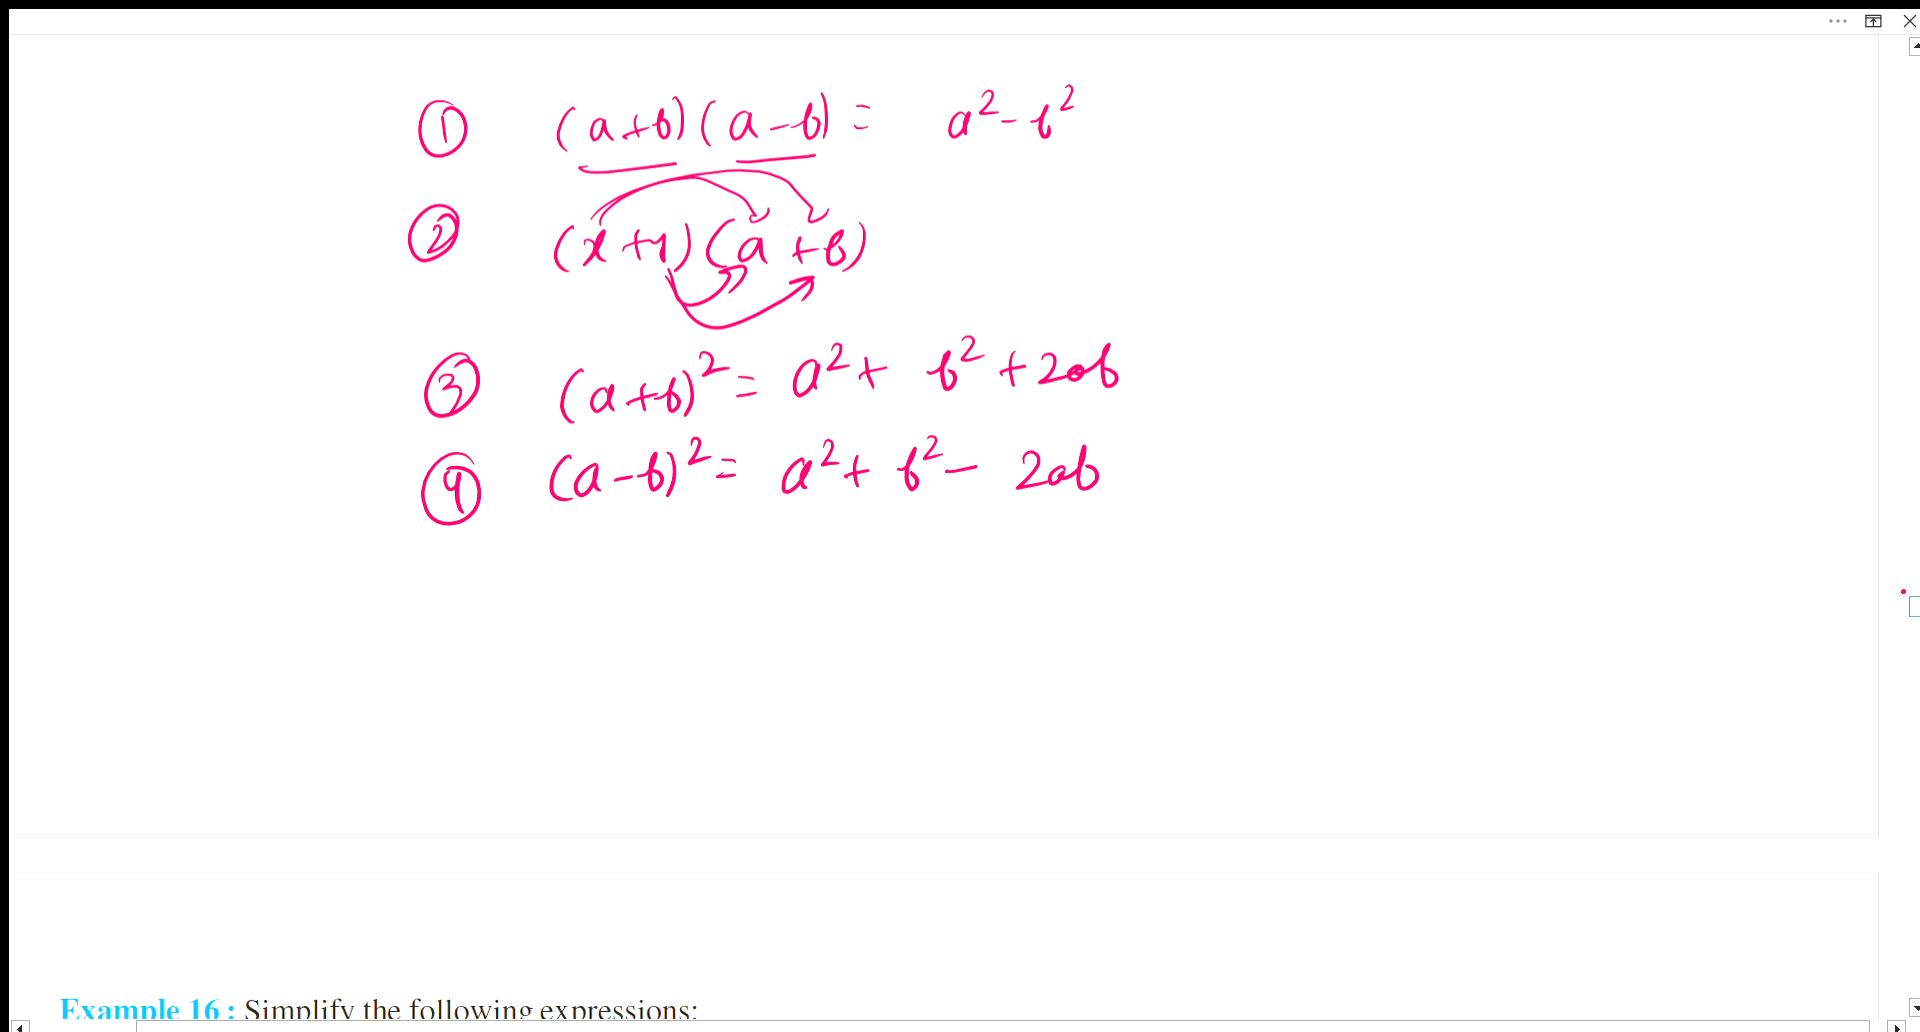 ① (a+b)(a-b) = a²-b²
② (x+y)(a+b)
③ (a+b)² = a²+ b²+2ab
④ (a-b)² = a²+ b²- 2ab
Example 16 : Simplify the following expressions: